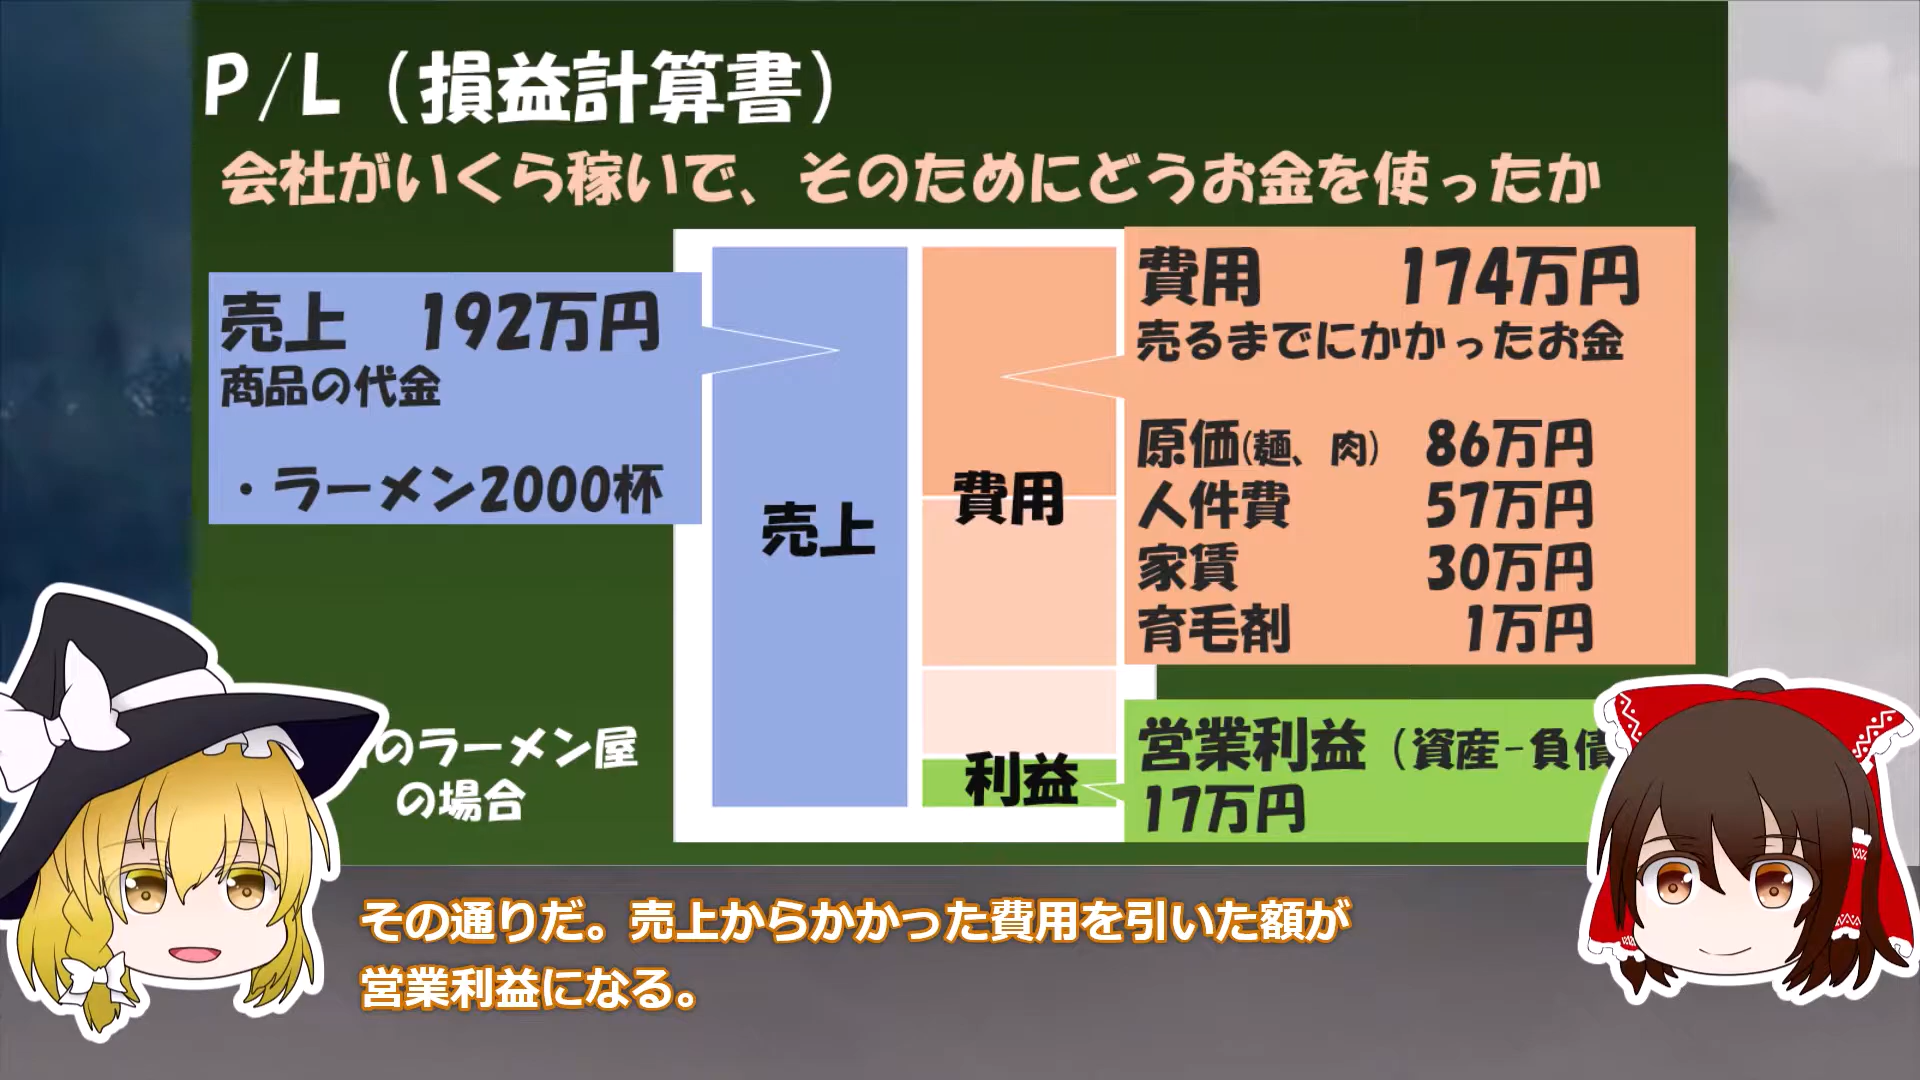 P/L（損益計算書）
会社がいくら稼いで、そのためにどうお金を使ったか
売上　192万円
商品の代金
・ラーメン2000杯
売上
費用
利益
費用　174万円
売るまでにかかったお金
原価(麺、肉)　86万円
人件費　57万円
家賃　30万円
育毛剤　1万円
営業利益（資産-負債
17万円
のラーメン屋
の場合
その通りだ。売上からかかった費用を引いた額が
営業利益になる。